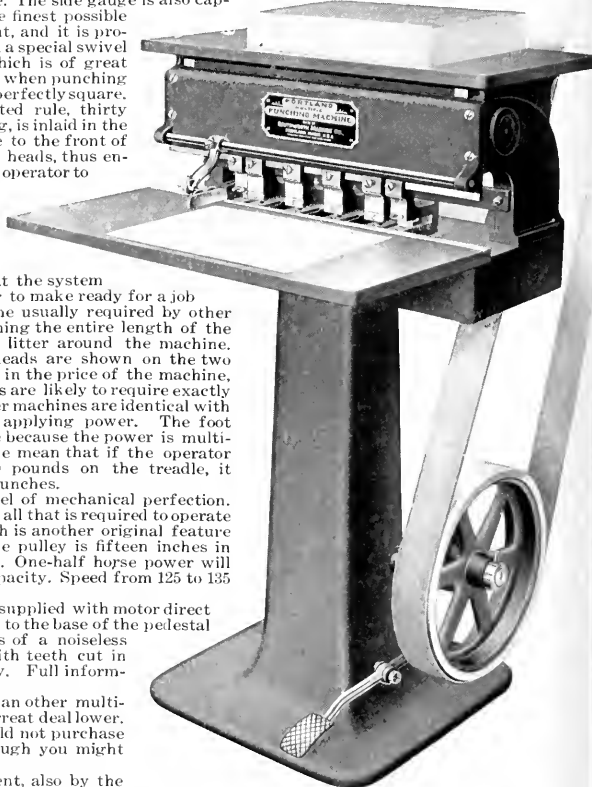 The side gauge is also cap-
e finest possible
nt, and it is pro-
a special swivel
hich is of great
when punching
perfectly square.
ted rule, thirty
g, is inlaid in the
e to the front of
heads, thus en-
operator to
at the system
r to make ready for a job
ne usually required by other
ning the entire length of the
litter around the machine.
eads are shown on the two
in the price of the machine,
s are likely to require exactly
er machines are identical with
applying power. The foot
e because the power is multi-
e mean that if the operator
pounds on the treadle, it
unches.
el of mechanical perfection.
all that is required to operate
h is another original feature
e pulley is fifteen inches in
. One-half horse power will
pacity. Speed from 125 to 135
supplied with motor direct
to the base of the pedestal
s of a noiseless
ith teeth cut in
y. Full inform-
an other multi-
reat deal lower.
ld not purchase
ugh you might
ent, also by the
PORTLAND
PUNCHING MACHINE